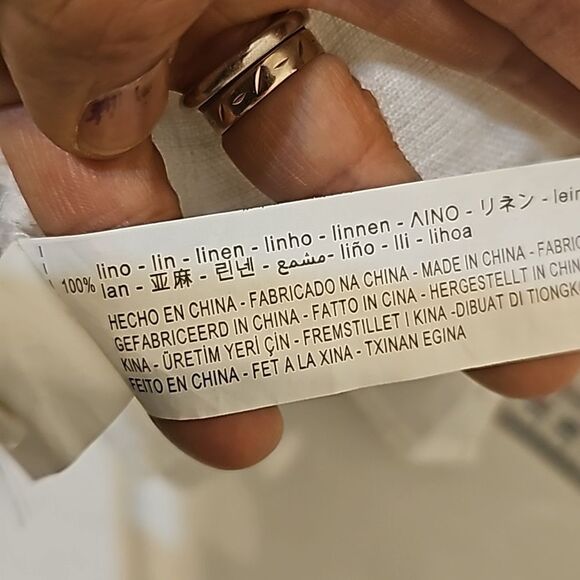 100% lino - lin - linen - linho - linnen - ΛΙΝΟ - リネン - lein
lan - 亚麻 - 린넨 - مشمع - liño - lli - lihoa
HECHO EN CHINA - FABRICADO NA CHINA - MADE IN CHINA - FABRIC
GEFABRICEERD IN CHINA - FATTO IN CINA - HERGESTELLT IN CHIN
KINA - ÜRETİM YERİ ÇİN - FREMSTILLET I KINA -DIBUAT DI TIONGK
FEITO EN CHINA - FET A LA XINA - TXINAN EGINA